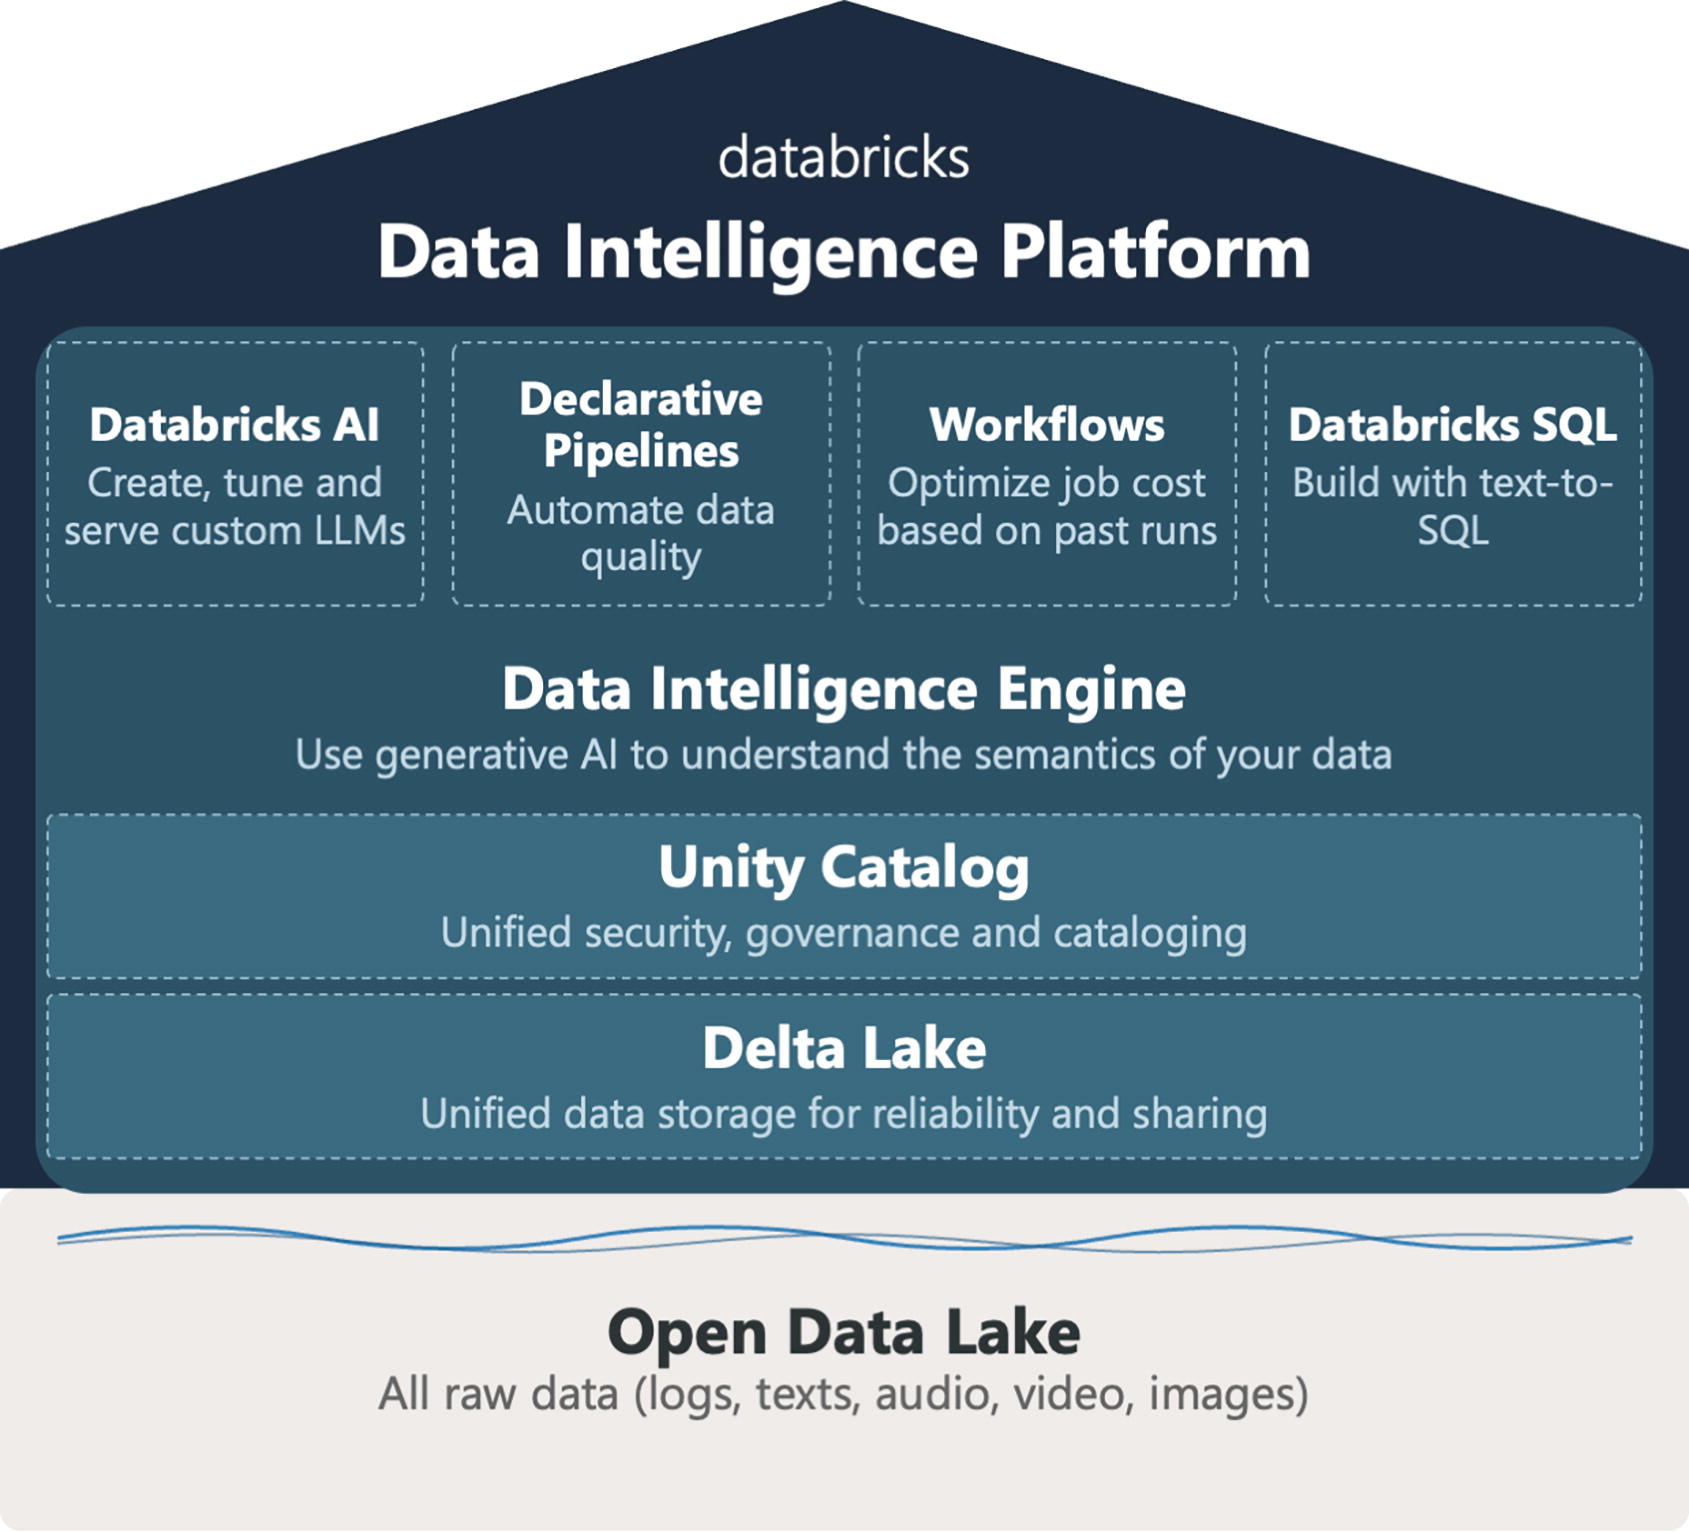 databricks
Data Intelligence Platform
Databricks AI
Create, tune and
serve custom LLMs
Declarative
Pipelines
Automate data
quality
Workflows
Optimize job cost
based on past runs
Databricks SQL
Build with text-to-
SQL
Data Intelligence Engine
Use generative AI to understand the semantics of your data
Unity Catalog
Unified security, governance and cataloging
Delta Lake
Unified data storage for reliability and sharing
Open Data Lake
All raw data (logs, texts, audio, video, images)